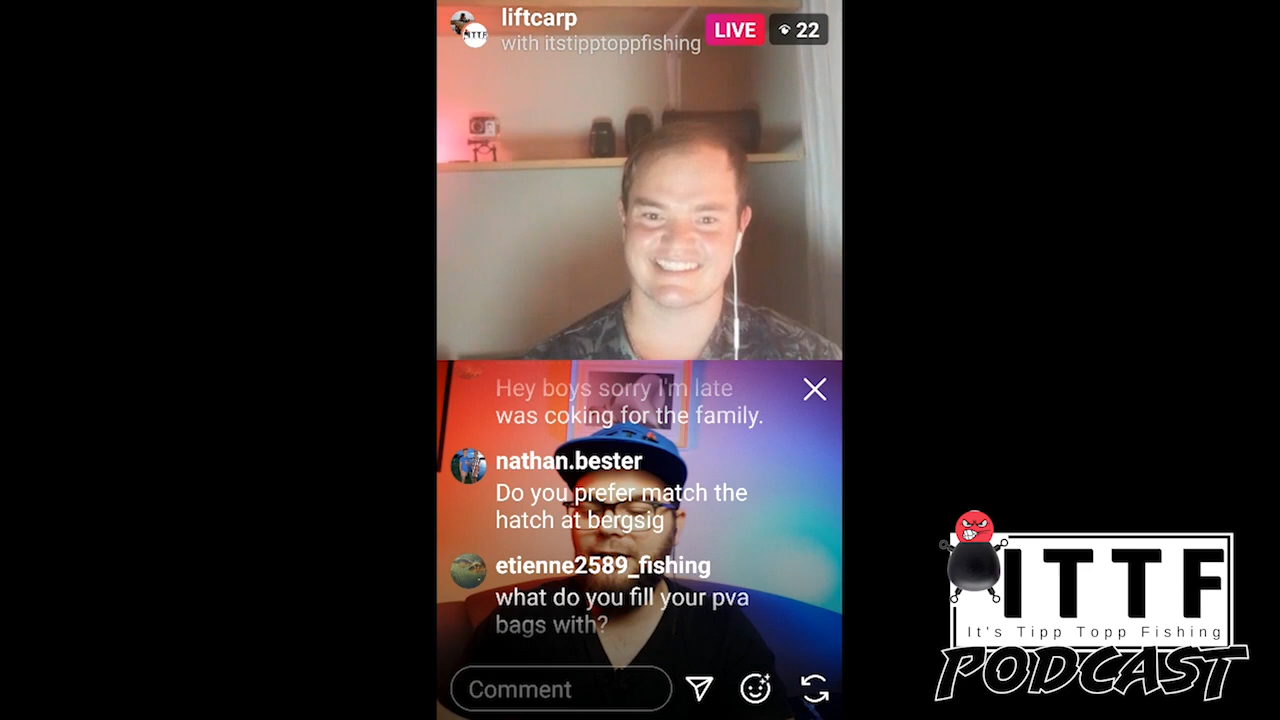 liftcarp
with itstipptoppfishing
LIVE
22
ITTF
Hey boys sorry I'm late
was coking for the family.
nathan.bester
Do you prefer match the
hatch at bergsig
ITTF
etienne2589_fishing
what do you fill your pva
bags with?
Comment
ITTF
It's Tipp Topp Fishing
PODCAST